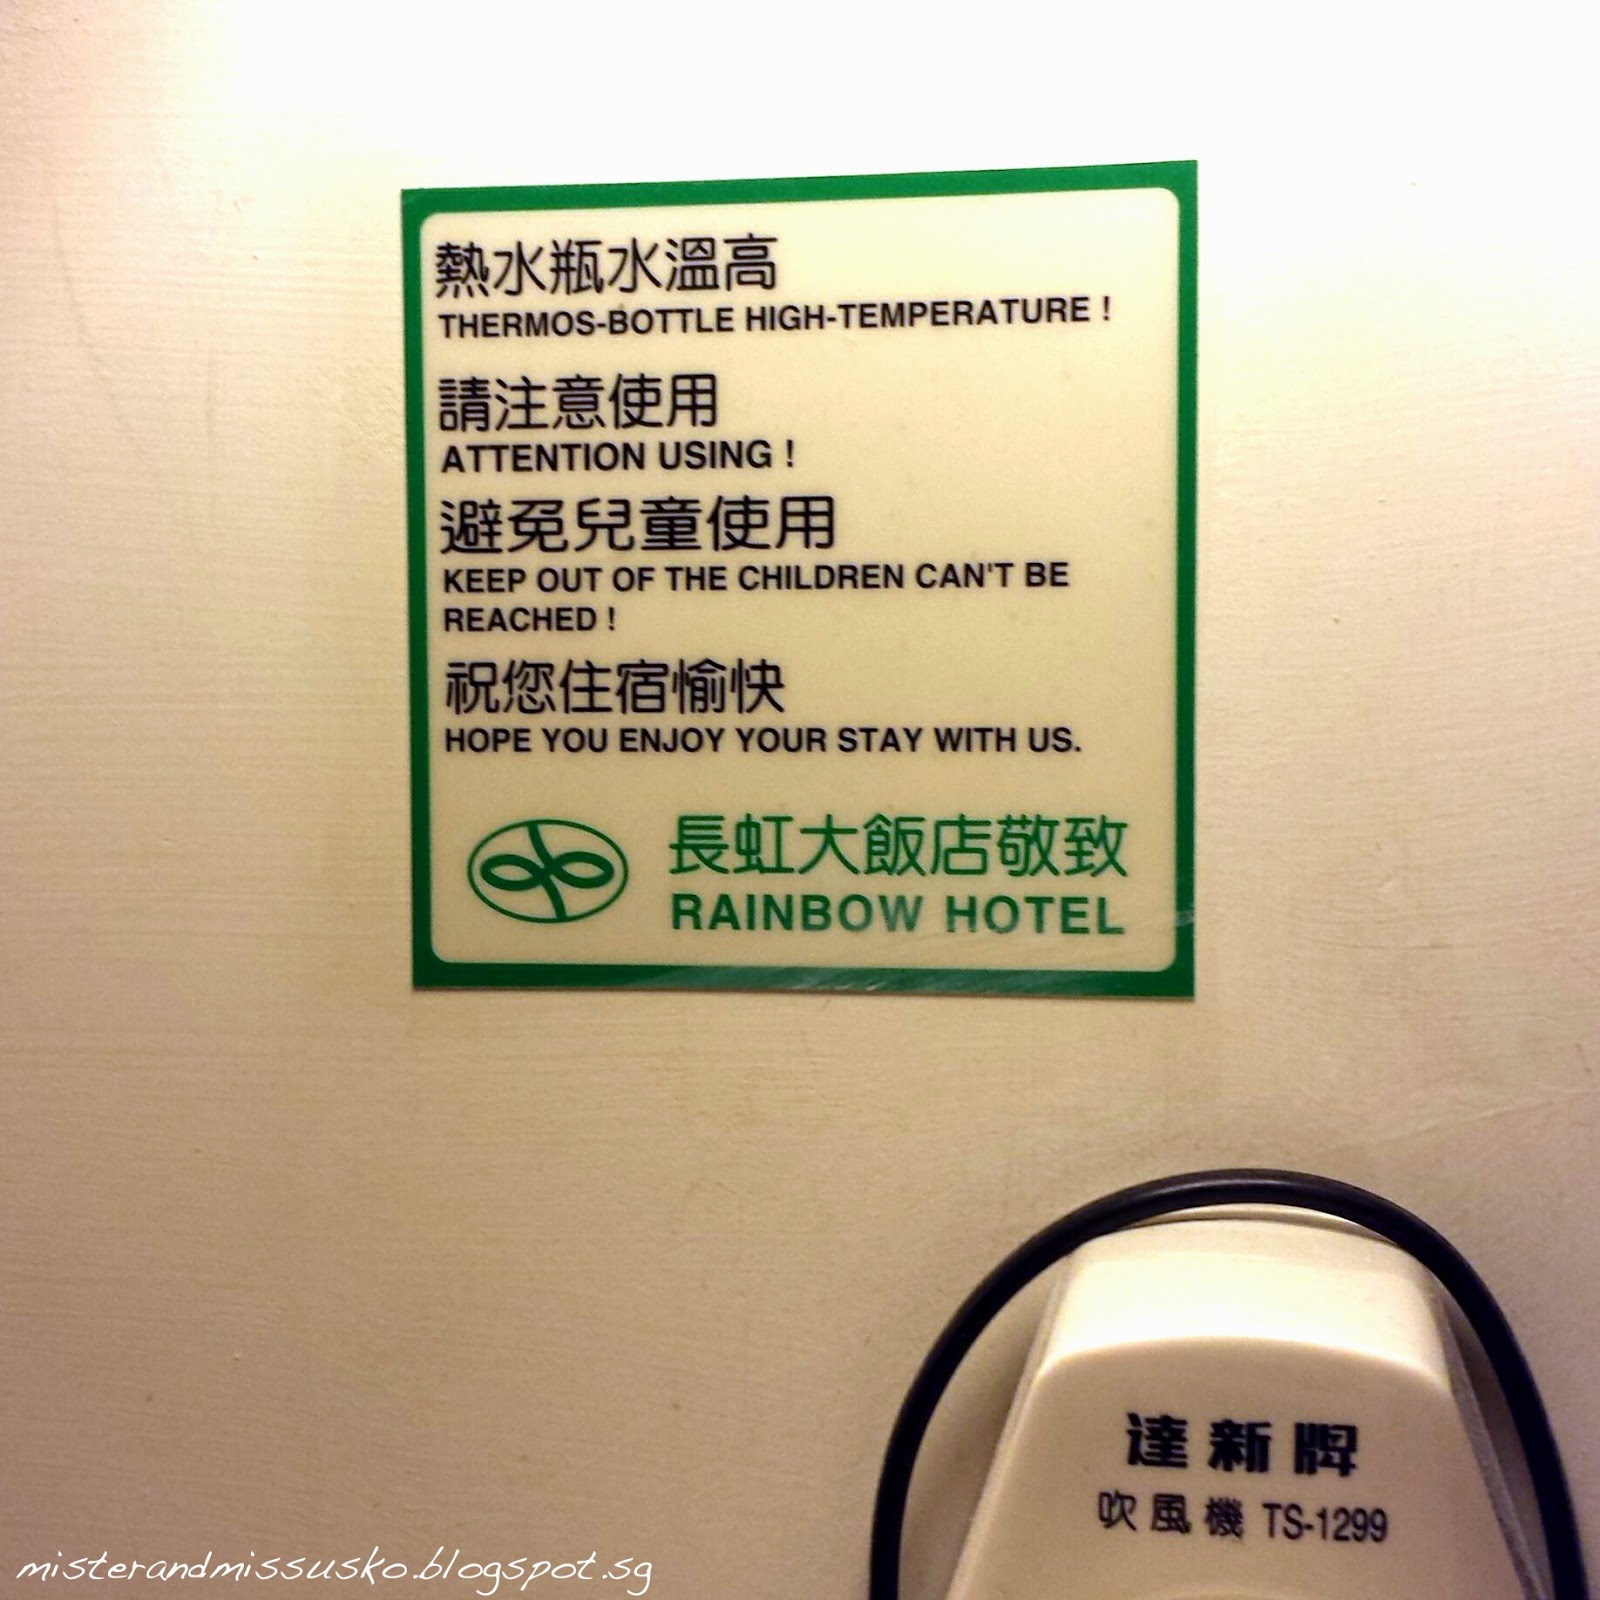 熱水瓶水溫高
THERMOS-BOTTLE HIGH-TEMPERATURE !
請注意使用
ATTENTION USING !
避免兒童使用
KEEP OUT OF THE CHILDREN CAN'T BE
REACHED !
祝您住宿愉快
HOPE YOU ENJOY YOUR STAY WITH US.
長虹大飯店敬致
RAINBOW HOTEL
達新牌
吹風機 TS-1299
misterandmissusko.blogspot.sg